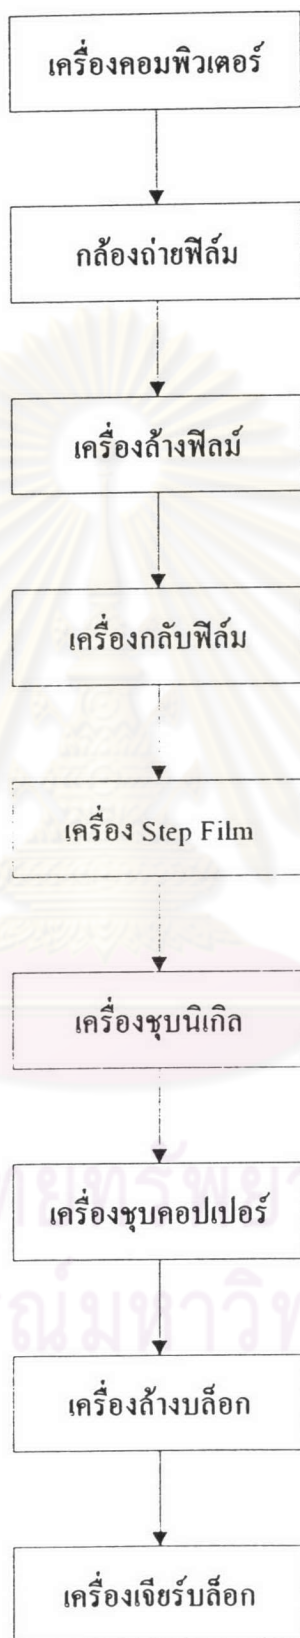 เครื่องคอมพิวเตอร์
กล้องถ่ายฟิล์ม
เครื่องล้างฟิลม์
เครื่องกลับฟิล์ม
เครื่อง Step Film
เครื่องชุบนิเกิล
เครื่องชุบคอปเปอร์
เครื่องล้างบล็อก
เครื่องเจียร์บล็อก